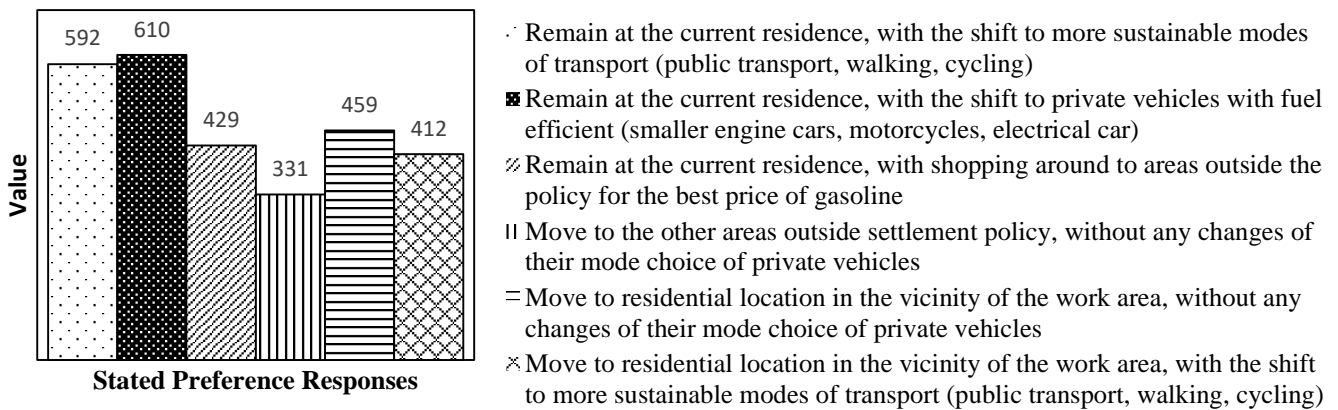 592
610
429
331
459
412
Value
Stated Preference Responses
Remain at the current residence, with the shift to more sustainable modes
of transport (public transport, walking, cycling)
Remain at the current residence, with the shift to private vehicles with fuel
efficient (smaller engine cars, motorcycles, electrical car)
Remain at the current residence, with shopping around to areas outside the
policy for the best price of gasoline
Move to the other areas outside settlement policy, without any changes of
their mode choice of private vehicles
Move to residential location in the vicinity of the work area, without any
changes of their mode choice of private vehicles
Move to residential location in the vicinity of the work area, with the shift
to more sustainable modes of transport (public transport, walking, cycling)